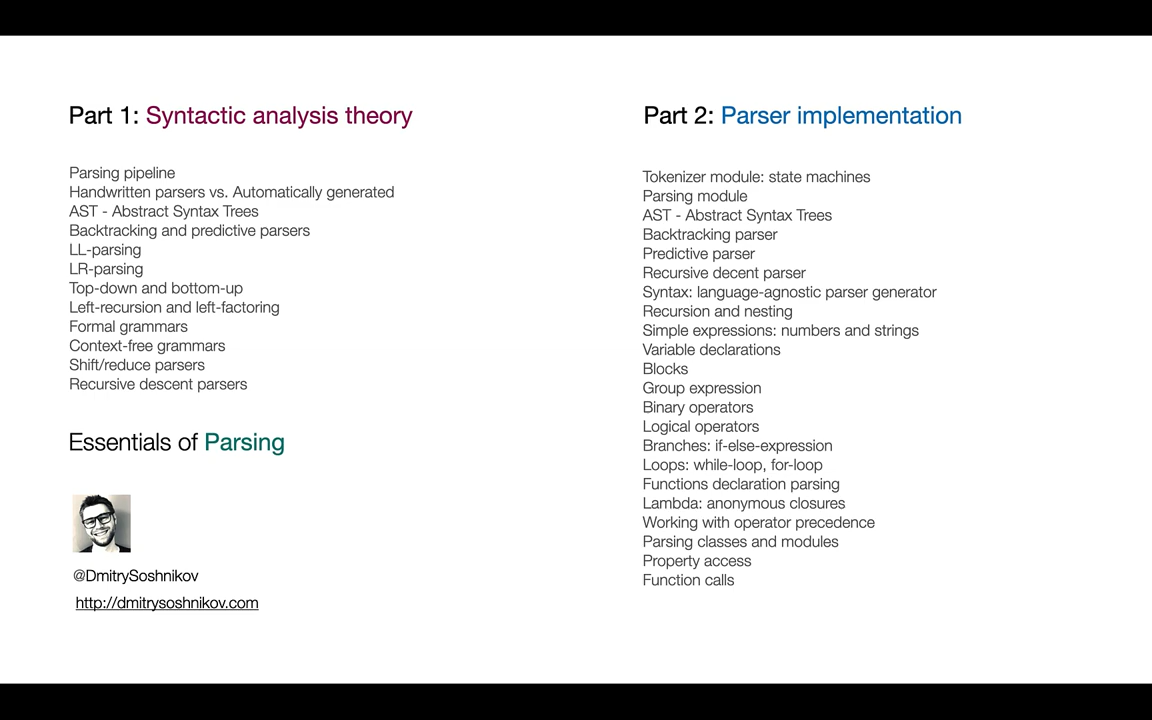 Part 1: Syntactic analysis theory
Parsing pipeline
Handwritten parsers vs. Automatically generated
AST - Abstract Syntax Trees
Backtracking and predictive parsers
LL-parsing
LR-parsing
Top-down and bottom-up
Left-recursion and left-factoring
Formal grammars
Context-free grammars
Shift/reduce parsers
Recursive descent parsers
Essentials of Parsing
@DmitrySoshnikov
http://dmitrysoshnikov.com
Part 2: Parser implementation
Tokenizer module: state machines
Parsing module
AST - Abstract Syntax Trees
Backtracking parser
Predictive parser
Recursive decent parser
Syntax: language-agnostic parser generator
Recursion and nesting
Simple expressions: numbers and strings
Variable declarations
Blocks
Group expression
Binary operators
Logical operators
Branches: if-else-expression
Loops: while-loop, for-loop
Functions declaration parsing
Lambda: anonymous closures
Working with operator precedence
Parsing classes and modules
Property access
Function calls